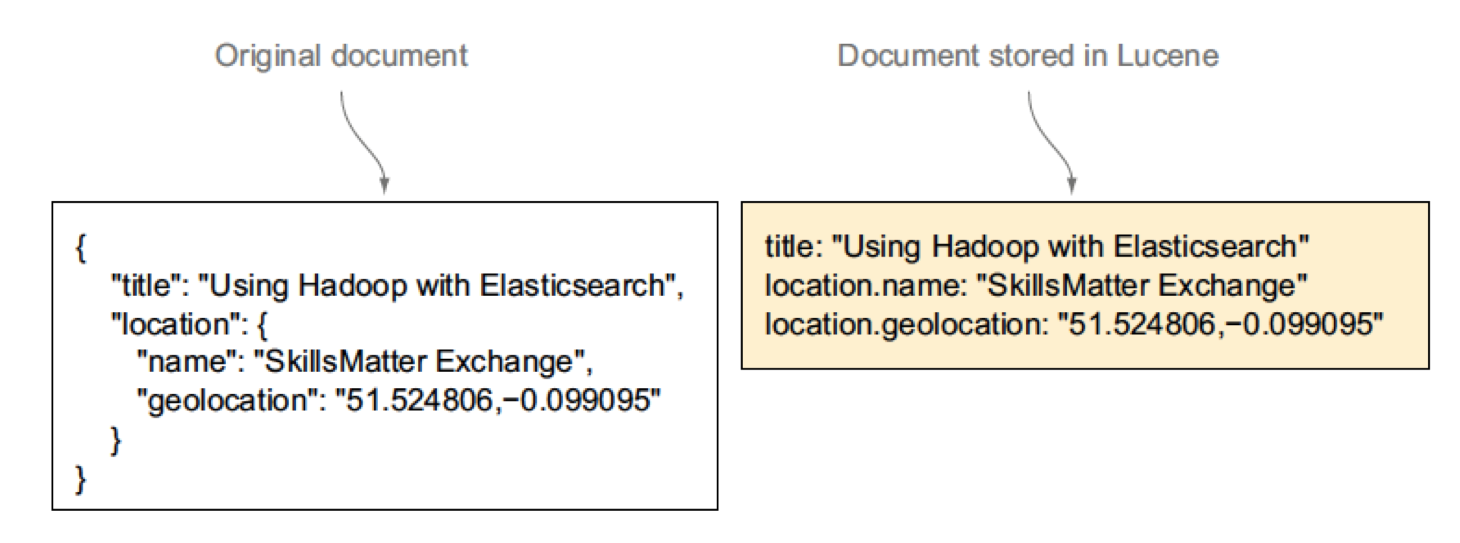 Original document
{
"title": "Using Hadoop with Elasticsearch",
"location": {
"name": "SkillsMatter Exchange",
"geolocation": "51.524806,−0.099095"
}
}
Document stored in Lucene
title: "Using Hadoop with Elasticsearch"
location.name: "SkillsMatter Exchange"
location.geolocation: "51.524806,−0.099095"